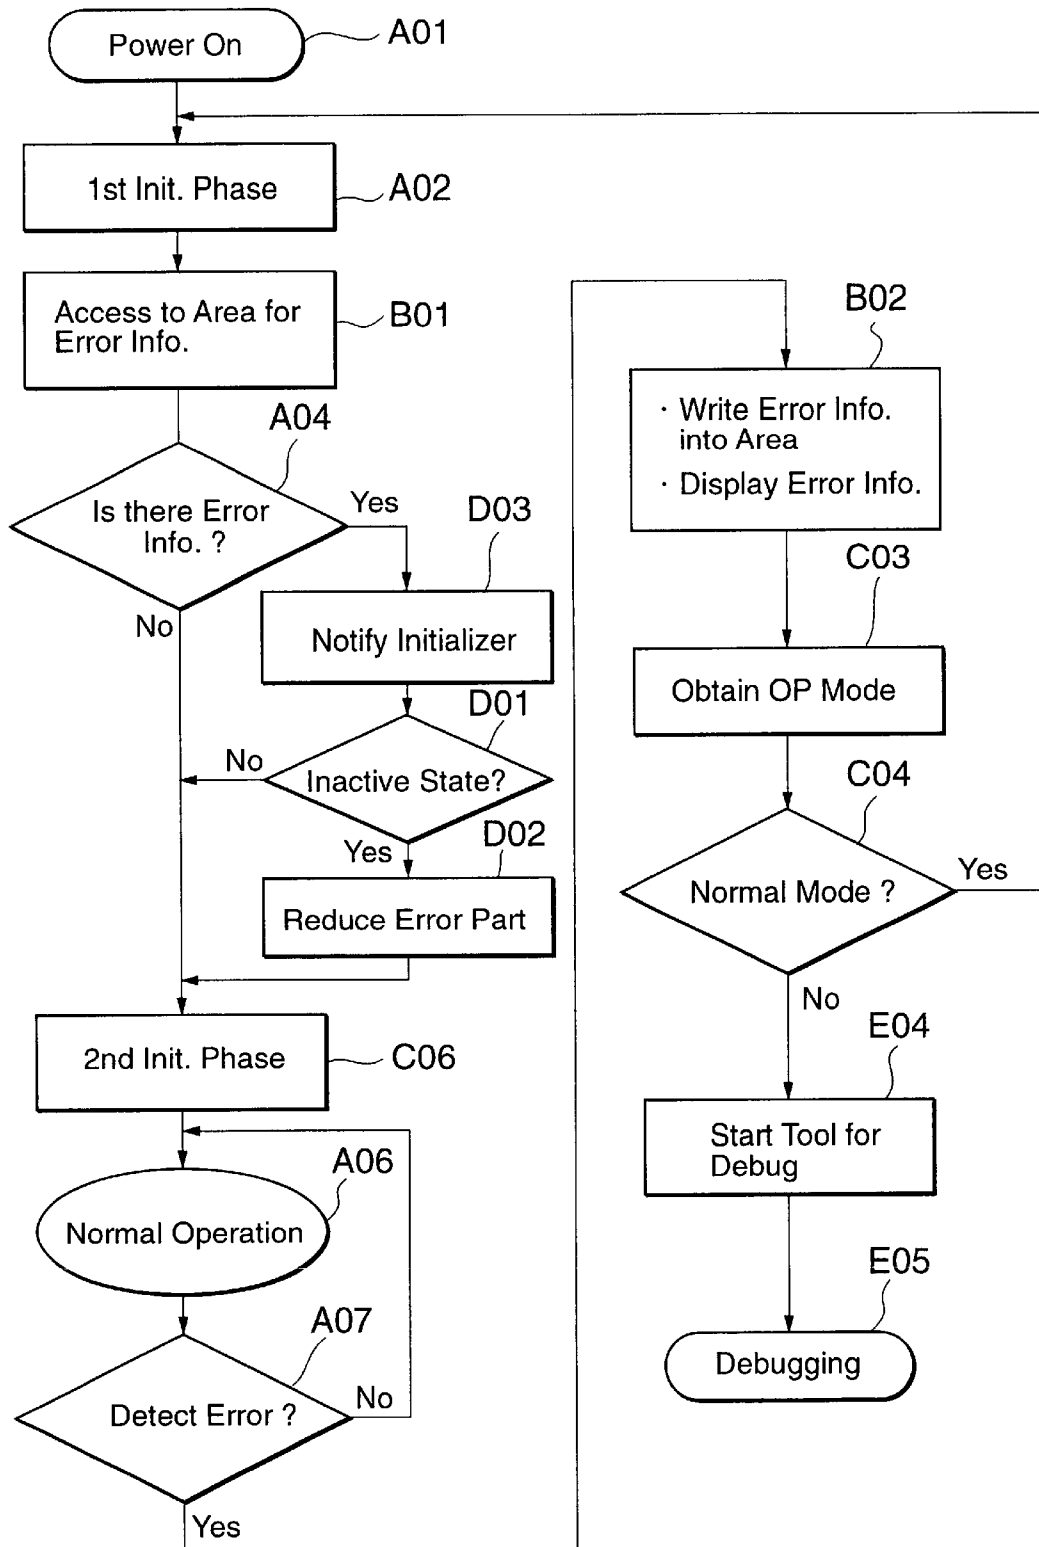 Power On
A01
1st Init. Phase
A02
Access to Area for
Error Info.
B01
A04
Is there Error
Info. ?
Yes
No
D03
Notify Initializer
D01
No
Inactive State?
Yes
D02
Reduce Error Part
2nd Init. Phase
C06
A06
Normal Operation
A07
No
Detect Error ?
Yes
B02
· Write Error Info.
into Area
· Display Error Info.
C03
Obtain OP Mode
C04
Yes
Normal Mode ?
No
E04
Start Tool for
Debug
E05
Debugging